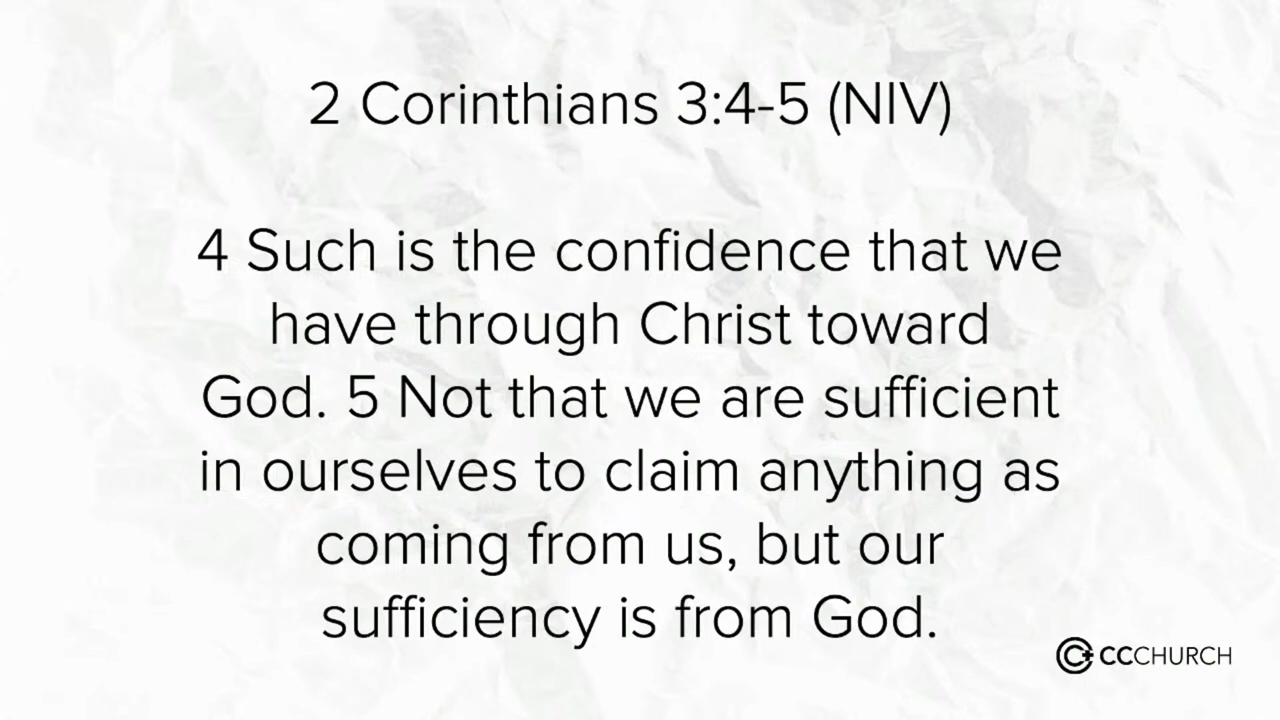 2 Corinthians 3:4-5 (NIV)
4 Such is the confidence that we
have through Christ toward
God. 5 Not that we are sufficient
in ourselves to claim anything as
coming from us, but our
sufficiency is from God.
CCCHURCH